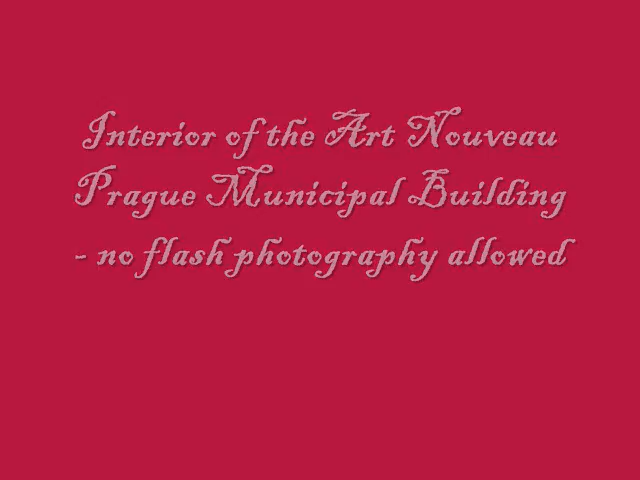 Interior of the Art Nouveau
Prague Municipal Building
- no flash photography allowed